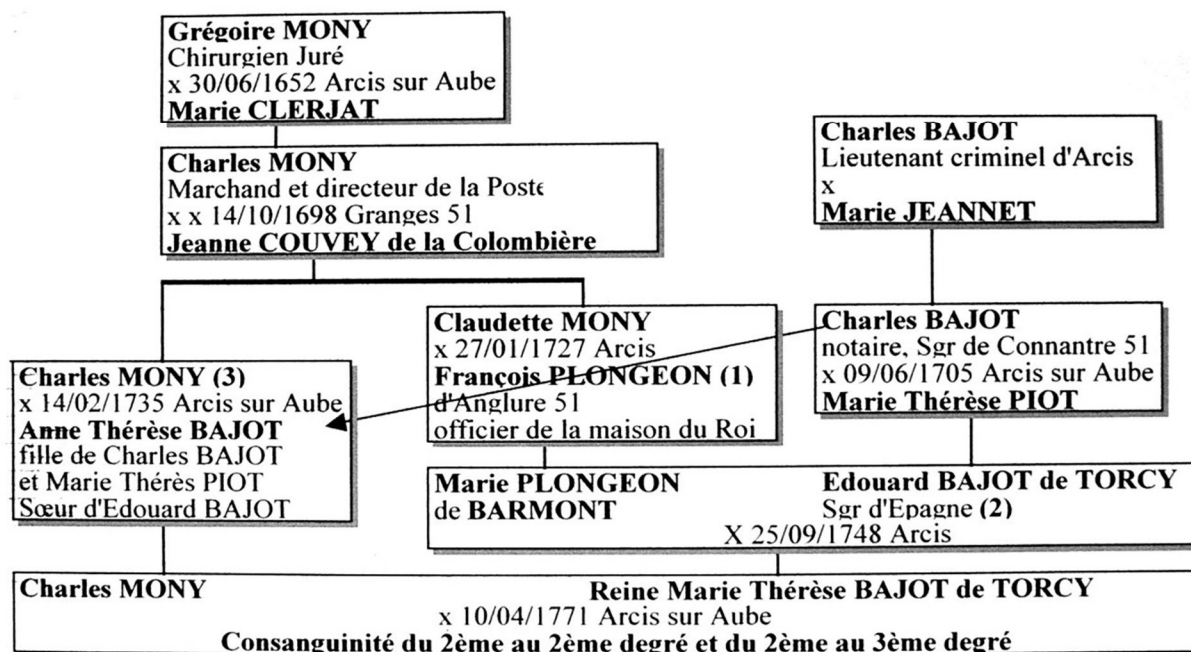 Grégoire MONY
Chirurgien Juré
x 30/06/1652 Arcis sur Aube
Marie CLERJAT
Charles MONY
Marchand et directeur de la Poste
x x 14/10/1698 Granges 51
Jeanne COUVEY de la Colombière
Charles BAJOT
Lieutenant criminel d'Arcis
x
Marie JEANNET
Claudette MONY
x 27/01/1727 Arcis
François PLONGEON (1)
d'Anglure 51
officier de la maison du Roi
Charles BAJOT
notaire, Sgr de Connantre 51
x 09/06/1705 Arcis sur Aube
Marie Thérèse PIOT
Charles MONY (3)
x 14/02/1735 Arcis sur Aube
Anne Thérèse BAJOT
fille de Charles BAJOT
et Marie Thérès PIOT
Sœur d'Edouard BAJOT
Marie PLONGEON
de BARMONT
Edouard BAJOT de TORCY
Sgr d'Epagne (2)
X 25/09/1748 Arcis
Charles MONY
Reine Marie Thérèse BAJOT de TORCY
x 10/04/1771 Arcis sur Aube
Consanguinité du 2ème au 2ème degré et du 2ème au 3ème degré